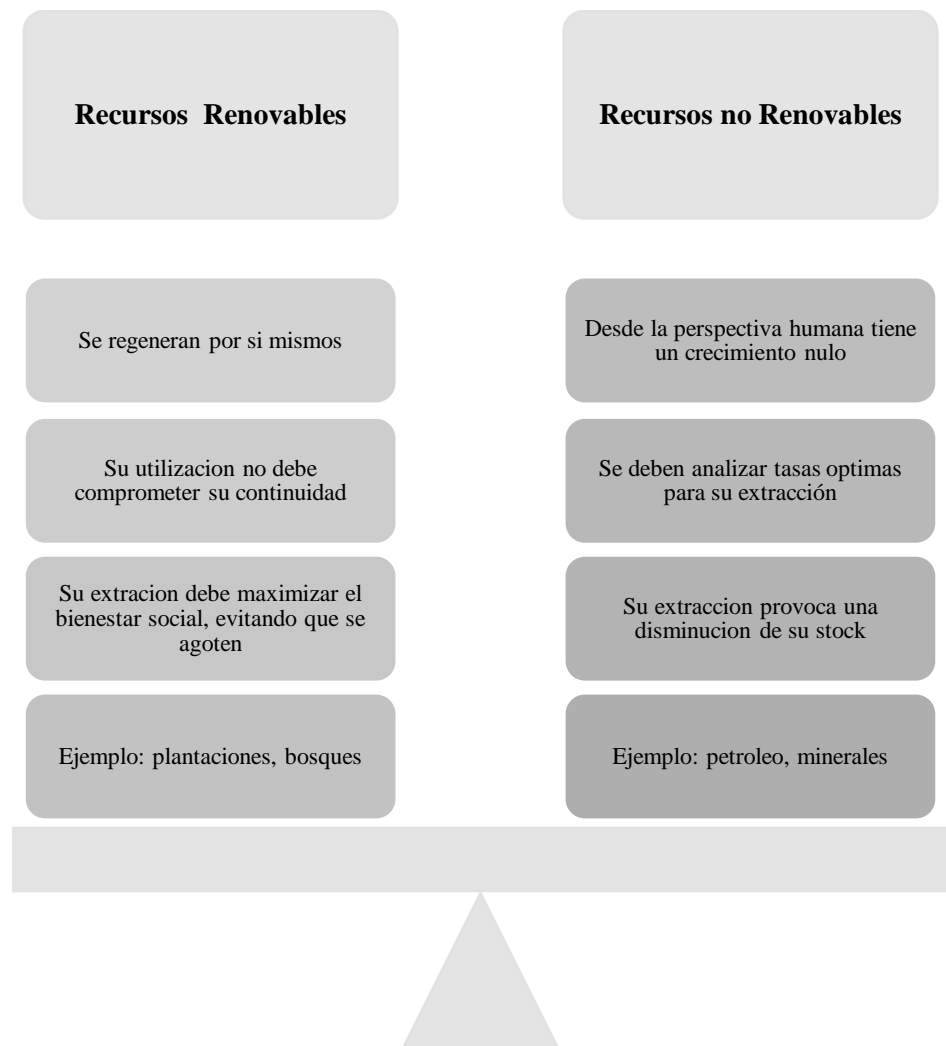 Recursos Renovables
Se regeneran por si mismos
Su utilizacion no debe
comprometer su continuidad
Su extracion debe maximizar el
bienestar social, evitando que se
agoten
Ejemplo: plantaciones, bosques
Recursos no Renovables
Desde la perspectiva humana tiene
un crecimiento nulo
Se deben analizar tasas optimas
para su extracción
Su extraccion provoca una
disminucion de su stock
Ejemplo: petroleo, minerales